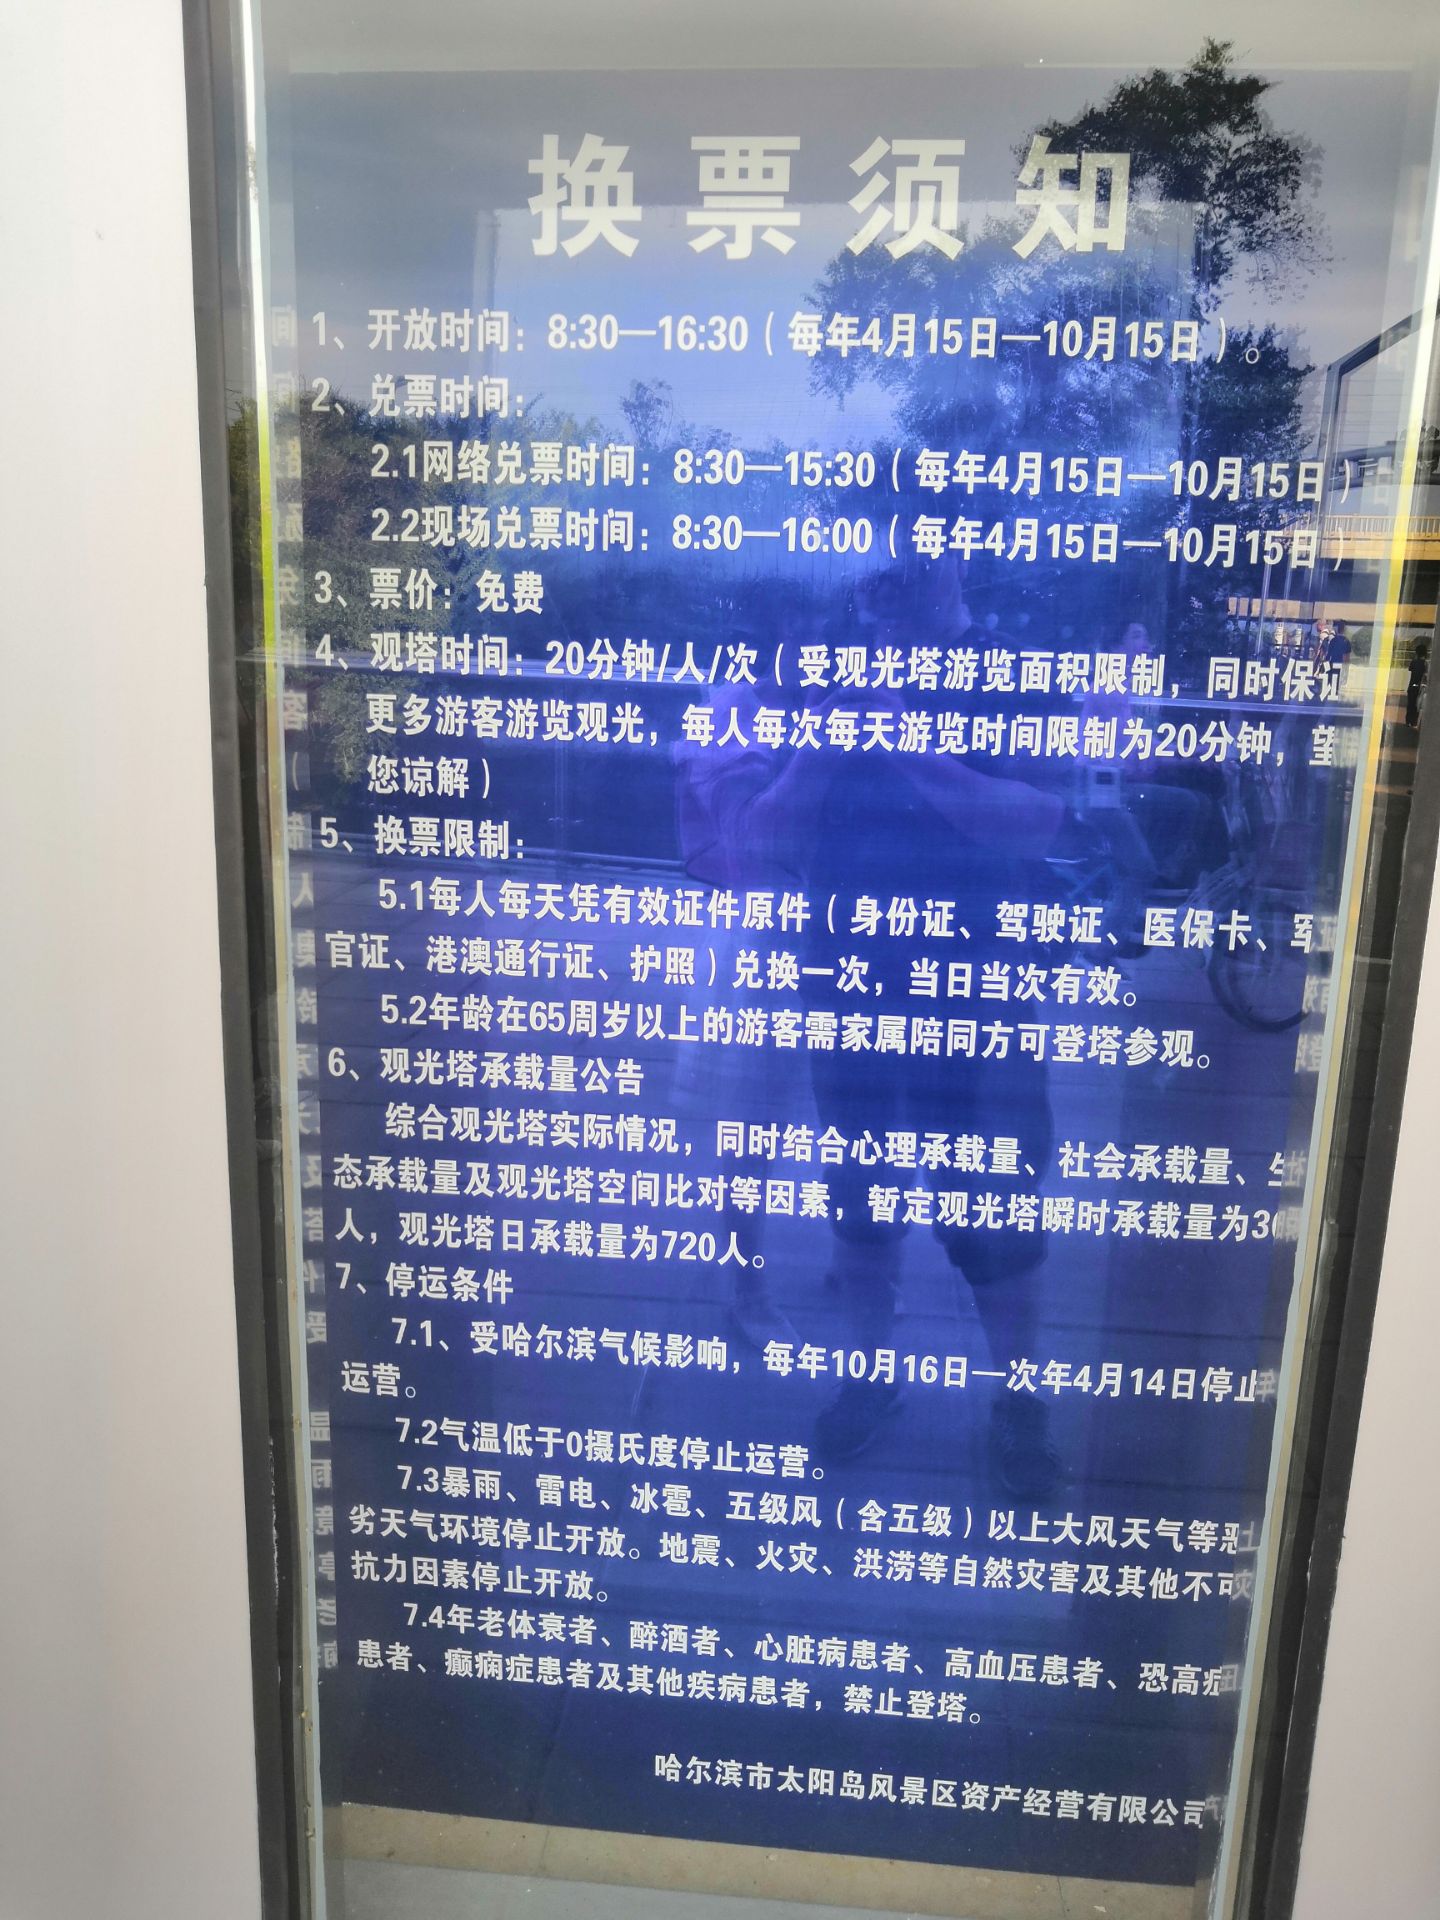 换票须知
1、开放时间：8:30—16:30（每年4月15日—10月15日）。
2、兑票时间：
2.1网络兑票时间：8:30—15:30（每年4月15日—10月15日）
2.2现场兑票时间：8:30—16:00（每年4月15日—10月15日）
3、票价：免费
4、观塔时间：20分钟/人/次（受观光塔游览面积限制，同时保证
更多游客游览观光，每人每次每天游览时间限制为20分钟，望
您谅解）
5、换票限制：
5.1每人每天凭有效证件原件（身份证、驾驶证、医保卡、军
官证、港澳通行证、护照）兑换一次，当日当次有效。
5.2年龄在65周岁以上的游客需家属陪同方可登塔参观。
6、观光塔承载量公告
综合观光塔实际情况，同时结合心理承载量、社会承载量、生
态承载量及观光塔空间比对等因素，暂定观光塔瞬时承载量为30
人，观光塔日承载量为720人。
7、停运条件
7.1、受哈尔滨气候影响，每年10月16日—次年4月14日停止
运营。
7.2气温低于0摄氏度停止运营。
7.3暴雨、雷电、冰雹、五级风（含五级）以上大风天气等恶
劣天气环境停止开放。地震、火灾、洪涝等自然灾害及其他不可
抗力因素停止开放。
7.4年老体衰者、醉酒者、心脏病患者、高血压患者、恐高症
患者、癫痫症患者及其他疾病患者，禁止登塔。
哈尔滨市太阳岛风景区资产经营有限公司